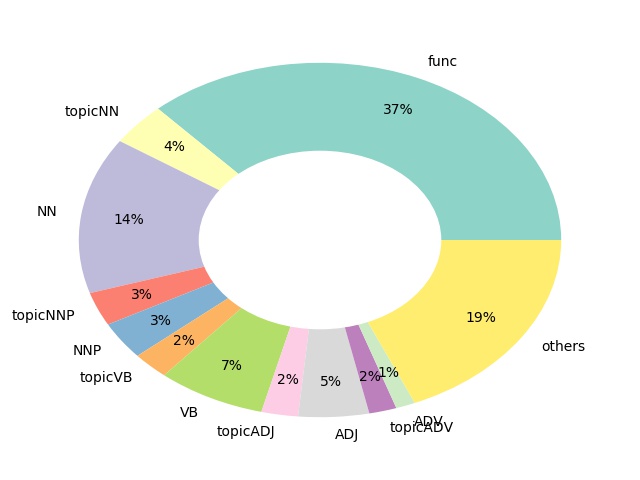 func
37%
topicNN
4%
NN
14%
topicNNP
3%
NNP
3%
topicVB
2%
VB
7%
topicADJ
2%
ADJ
5%
topicADV
2%
ADV
1%
others
19%